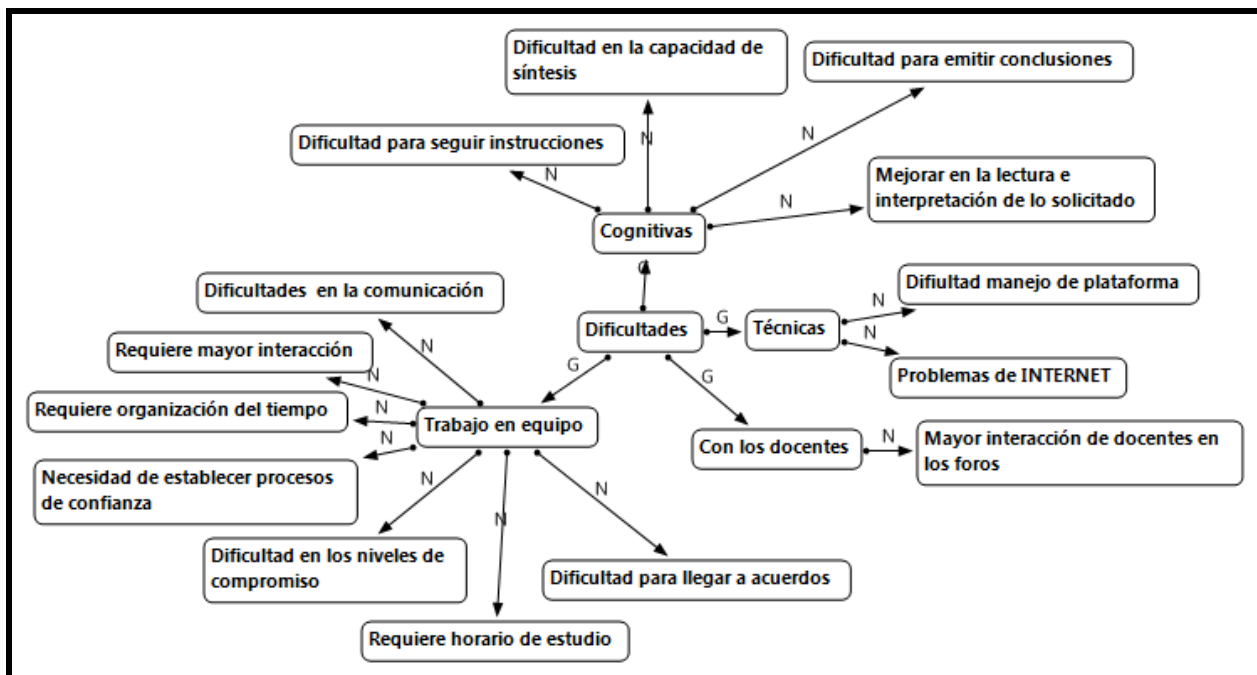 Dificultad en la capacidad de
síntesis
Dificultad para emitir conclusiones
N
N
Dificultad para seguir instrucciones
N
Mejorar en la lectura e
interpretación de lo solicitado
N
Cognitivas
G
Dificultades en la comunicación
Difiultad manejo de plataforma
N
Dificultades
G
Técnicas
N
Requiere mayor interacción
N
G
G
Problemas de INTERNET
N
Requiere organización del tiempo
N
Trabajo en equipo
Con los docentes
N
Mayor interacción de docentes en
los foros
N
Necesidad de establecer procesos
de confianza
N
N
N
Dificultad en los niveles de
compromiso
Dificultad para llegar a acuerdos
Requiere horario de estudio